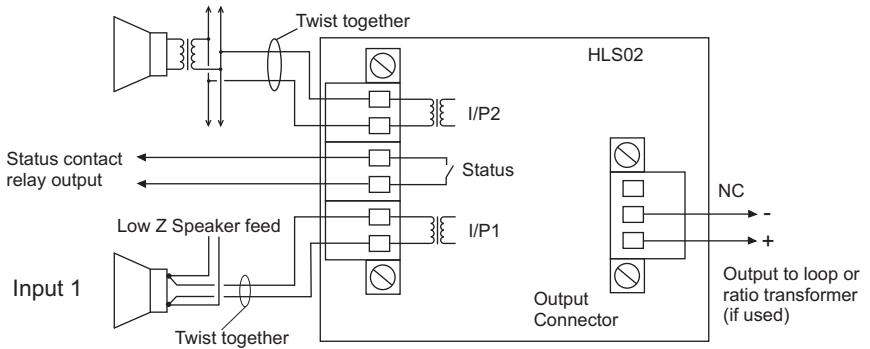 Twist together
HLS02
I/P2
Status contact
relay output
Status
NC
Low Z Speaker feed
I/P1
-
+
Input 1
Output
Connector
Output to loop or
ratio transformer
(if used)
Twist together